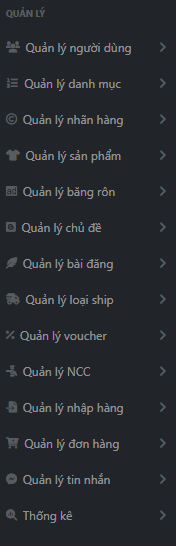 QUẢN LÝ
Quản lý người dùng
Quản lý danh mục
Quản lý nhãn hàng
Quản lý sản phẩm
Quản lý băng rôn
Quản lý chủ đề
Quản lý bài đăng
Quản lý loại ship
Quản lý voucher
Quản lý NCC
Quản lý nhập hàng
Quản lý đơn hàng
Quản lý tin nhắn
Thống kê